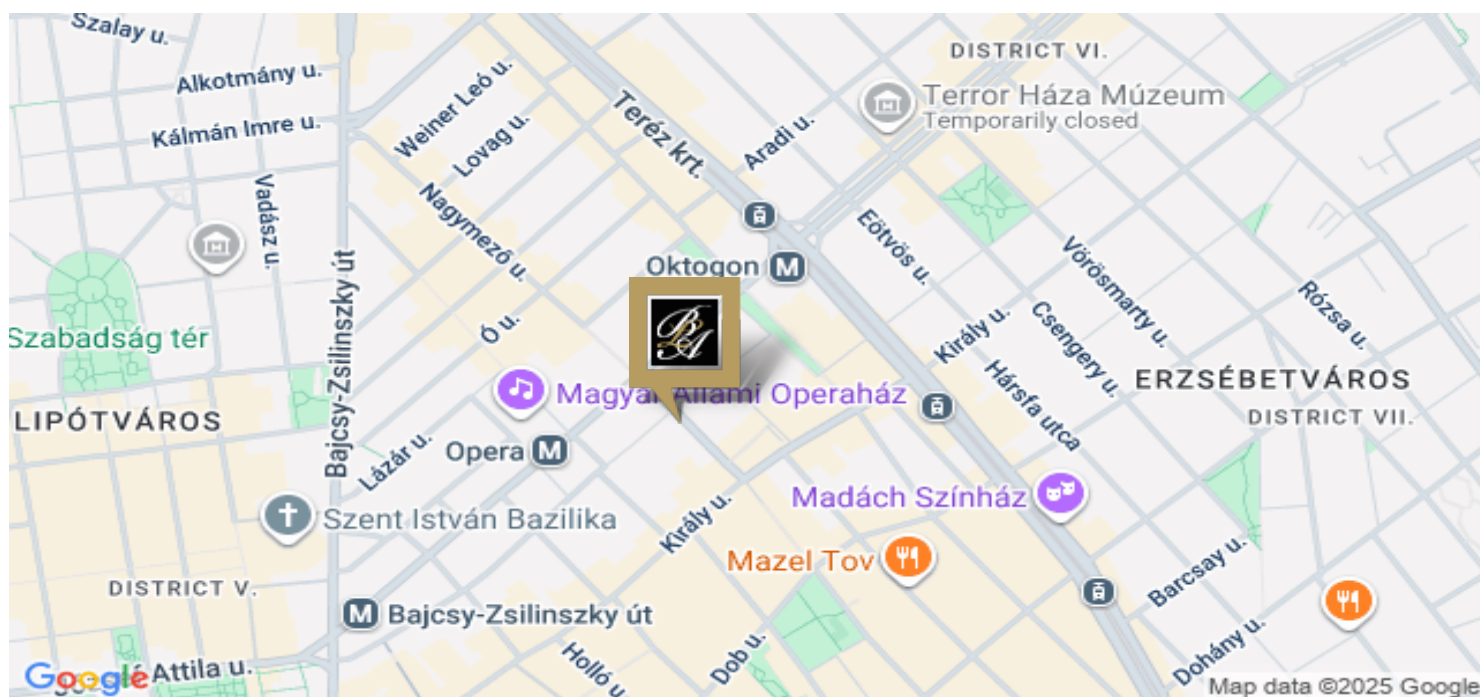 Szalay u.
DISTRICT VI.
Alkotmány u.
Weiner Leó u.
Teréz krt.
Terror Háza Múzeum
Temporarily closed
Kálmán Imre u.
Lovag u.
Aradi u.
Vadász u.
Nagymező u.
Eötvös u.
Vörösmarty u.
Oktogon M
Rózsa u.
Bajcsy-Zsilinszky út
Szabadság tér
Ó u.
BLA
Király u.
Csengery u.
Hársfa utca
ERZSÉBETVÁROS
DISTRICT VII.
Magyar Állami Operaház
LIPÓTVÁROS
Lázár u.
Opera M
Madách Színház
Szent István Bazilika
Király u.
Mazel Tov
Barcsay u.
DISTRICT V.
M Bajcsy-Zsilinszky út
Holló u.
Dob u.
Dohány u.
Google
Attila u.
Map data ©2025 Google